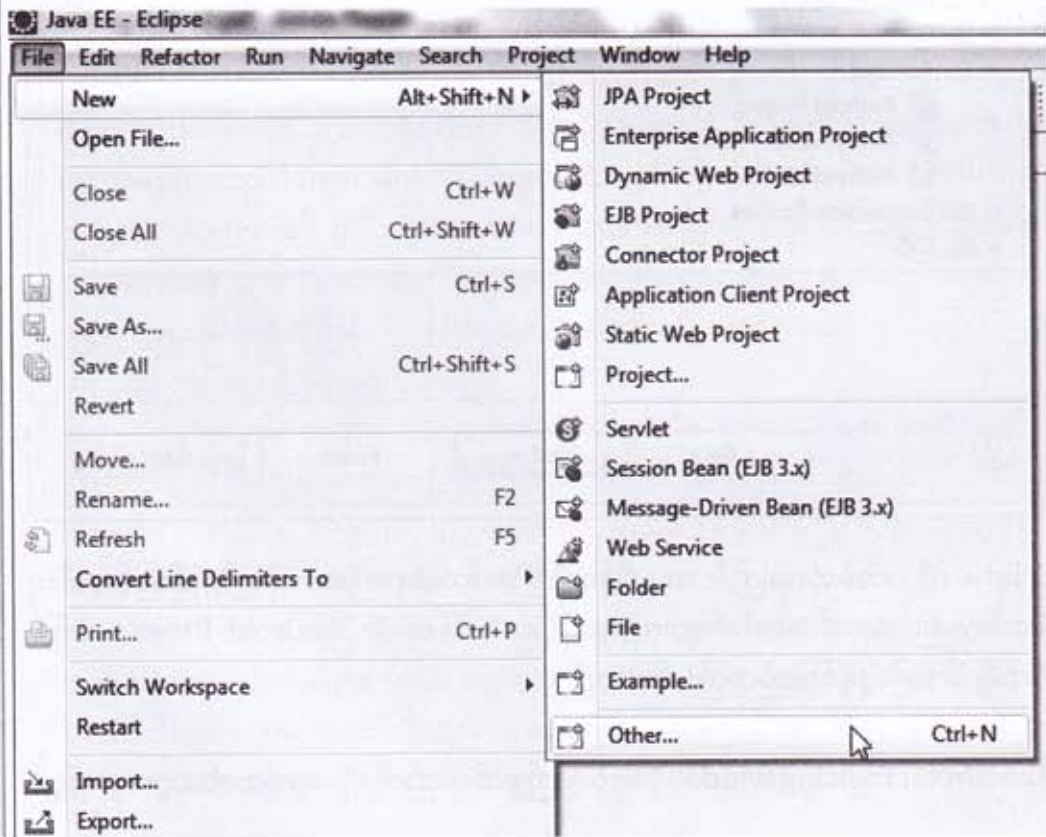 Java EE - Eclipse
File Edit Refactor Run Navigate Search Project Window Help
New Alt+Shift+N
Open File...
Close Ctrl+W
Close All Ctrl+Shift+W
Save Ctrl+S
Save As...
Save All Ctrl+Shift+S
Revert
Move...
Rename... F2
Refresh F5
Convert Line Delimiters To
Print... Ctrl+P
Switch Workspace
Restart
Import...
Export...
JPA Project
Enterprise Application Project
Dynamic Web Project
EJB Project
Connector Project
Application Client Project
Static Web Project
Project...
Servlet
Session Bean (EJB 3.x)
Message-Driven Bean (EJB 3.x)
Web Service
Folder
File
Example...
Other... Ctrl+N